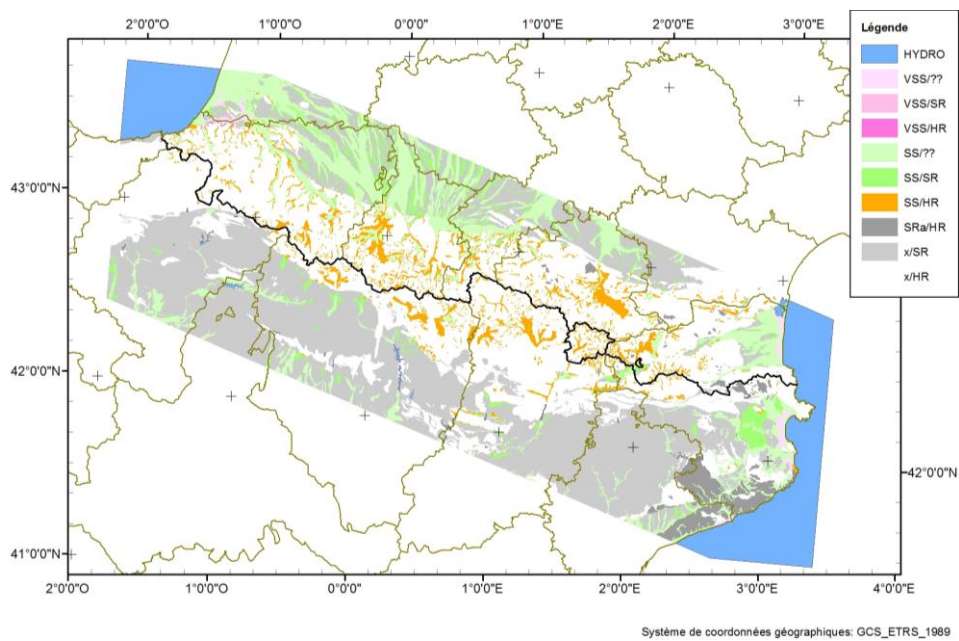 2°0'0"O 1°0'0"O 0°0'0" 1°0'0"E 2°0'0"E 3°0'0"E
Légende
HYDRO
VSS/??
VSS/SR
VSS/HR
SS/??
SS/SR
SS/HR
SRa/HR
x/SR
x/HR
43°0'0"N
42°0'0"N
42°0'0"N
41°0'0"N
2°0'0"O 1°0'0"O 0°0'0" 1°0'0"E 2°0'0"E 3°0'0"E 4°0'0"E
Système de coordonnées géographiques: GCS_ETRS_1989